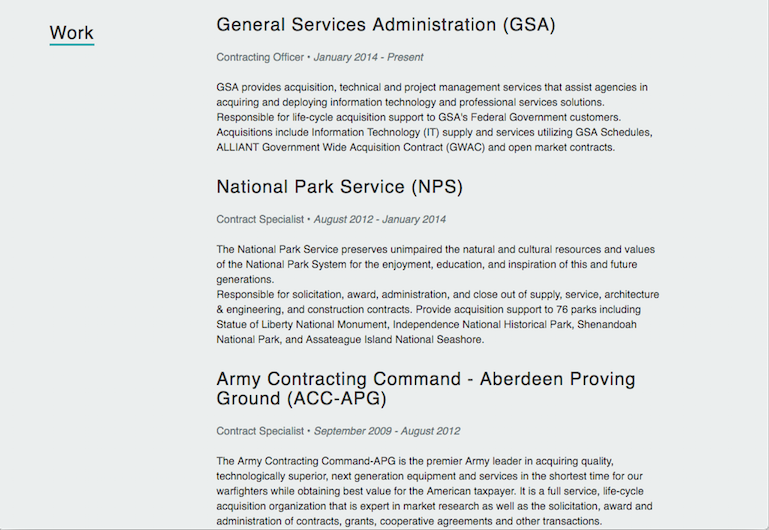 Work
General Services Administration (GSA)
Contracting Officer • January 2014 - Present
GSA provides acquisition, technical and project management services that assist agencies in
acquiring and deploying information technology and professional services solutions.
Responsible for life-cycle acquisition support to GSA's Federal Government customers.
Acquisitions include Information Technology (IT) supply and services utilizing GSA Schedules,
ALLIANT Government Wide Acquisition Contract (GWAC) and open market contracts.
National Park Service (NPS)
Contract Specialist • August 2012 - January 2014
The National Park Service preserves unimpaired the natural and cultural resources and values
of the National Park System for the enjoyment, education, and inspiration of this and future
generations.
Responsible for solicitation, award, administration, and close out of supply, service, architecture
& engineering, and construction contracts. Provide acquisition support to 76 parks including
Statue of Liberty National Monument, Independence National Historical Park, Shenandoah
National Park, and Assateague Island National Seashore.
Army Contracting Command - Aberdeen Proving
Ground (ACC-APG)
Contract Specialist • September 2009 - August 2012
The Army Contracting Command-APG is the premier Army leader in acquiring quality,
technologically superior, next generation equipment and services in the shortest time for our
warfighters while obtaining best value for the American taxpayer. It is a full service, life-cycle
acquisition organization that is expert in market research as well as the solicitation, award and
administration of contracts, grants, cooperative agreements and other transactions.